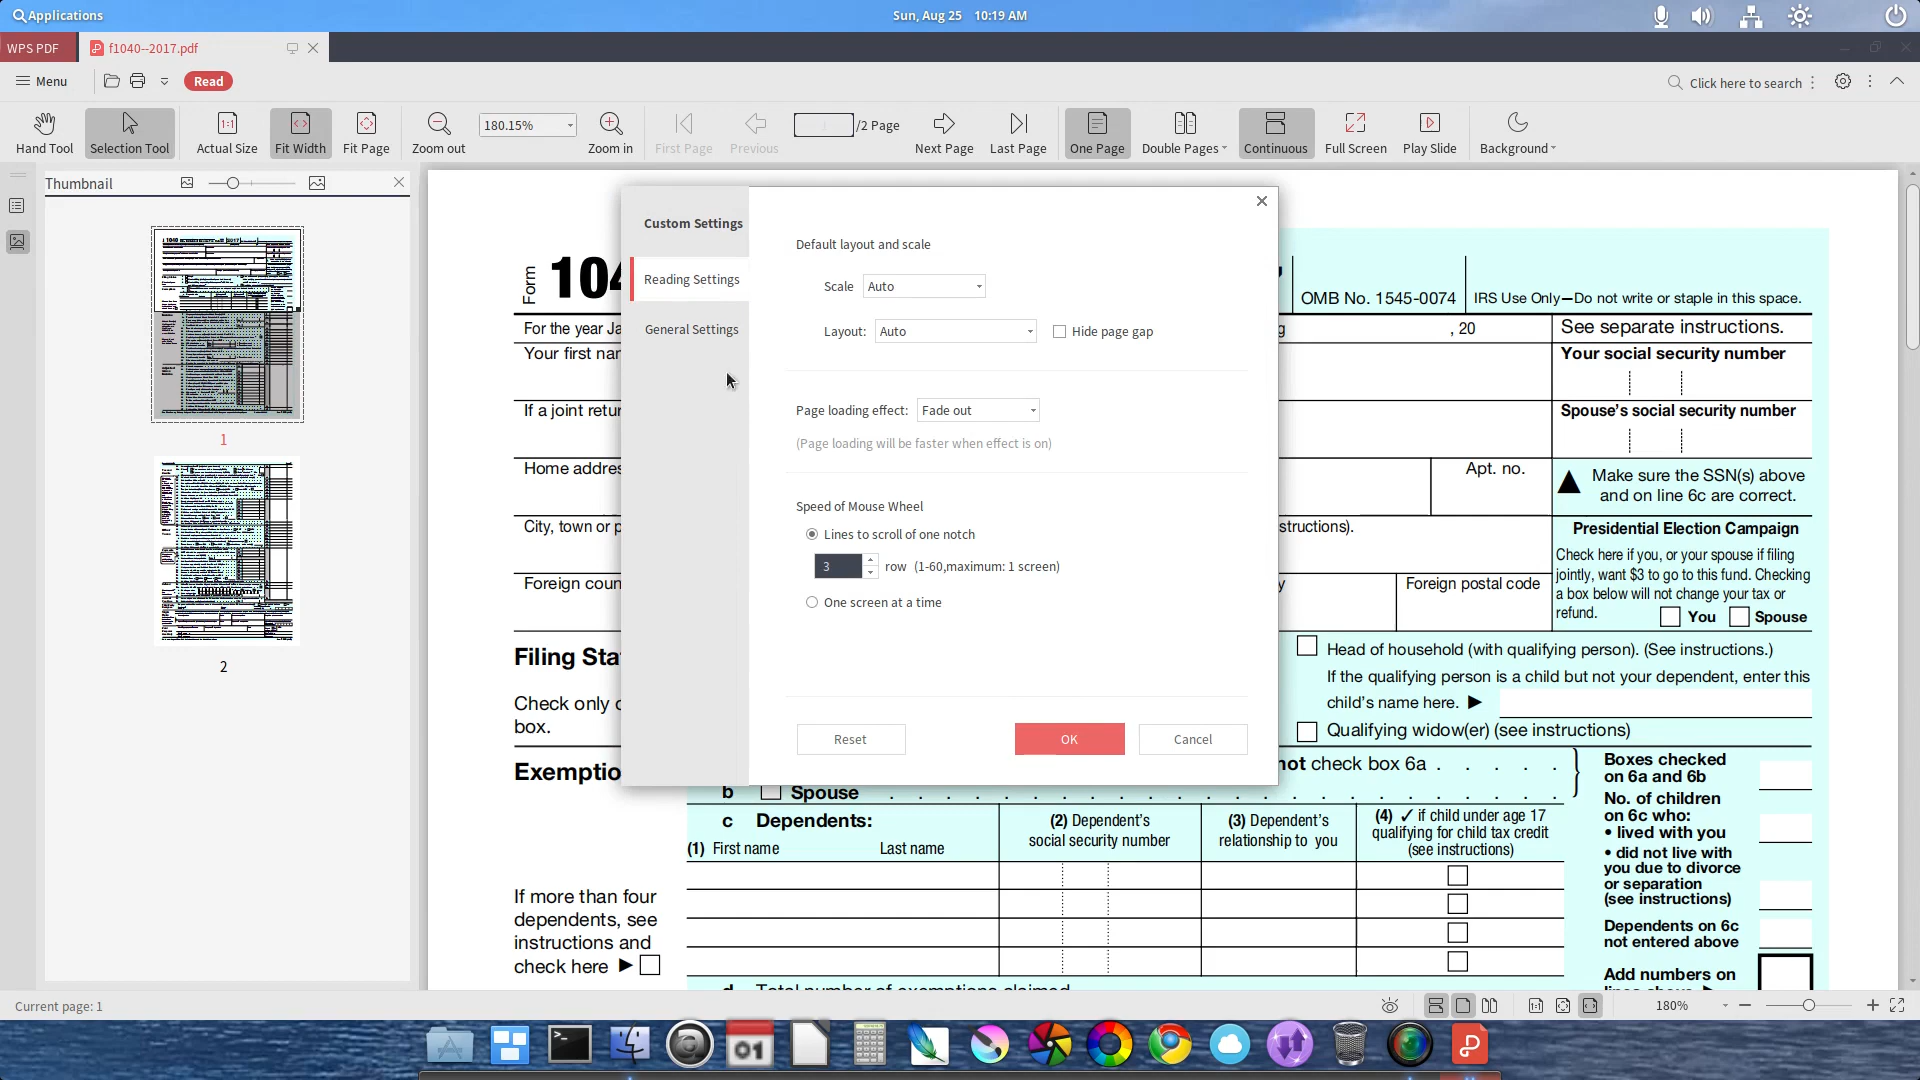 Applications
Sun, Aug 25 10:19 AM
WPS PDF
f1040--2017.pdf
Menu
Read
Click here to search
Hand Tool
Selection Tool
Actual Size
Fit Width
Fit Page
Zoom out
180.15%
Zoom in
First Page
Previous
/2 Page
Next Page
Last Page
One Page
Double Pages
Continuous
Full Screen
Play Slide
Background
Thumbnail
1
2
Custom Settings
Reading Settings
General Settings
Default layout and scale
Scale Auto
Layout: Auto Hide page gap
Page loading effect: Fade out
(Page loading will be faster when effect is on)
Speed of Mouse Wheel
Lines to scroll of one notch
3 row (1-60,maximum: 1 screen)
One screen at a time
Reset
OK
Cancel
Form 104
OMB No. 1545-0074
IRS Use Only—Do not write or staple in this space.
For the year Ja
g , 20
See separate instructions.
Your first nar
Your social security number
If a joint retu
Spouse's social security number
Home addre
Apt. no.
Make sure the SSN(s) above
and on line 6c are correct.
City, town or p
structions).
Presidential Election Campaign
Check here if you, or your spouse if filing
jointly, want $3 to go to this fund. Checking
a box below will not change your tax or
refund. You Spouse
Foreign coun
y
Foreign postal code
Filing Sta
Check only o
box.
Head of household (with qualifying person). (See instructions.)
If the qualifying person is a child but not your dependent, enter this
child's name here.
Qualifying widow(er) (see instructions)
Exemptio
not check box 6a . . . . .
b Spouse . . . . . . . . . . . . . . . . . . . . . .
Boxes checked
on 6a and 6b
No. of children
on 6c who:
• lived with you
• did not live with
you due to divorce
or separation
(see instructions)
Dependents on 6c
not entered above
Add numbers on
c Dependents:
(1) First name Last name
(2) Dependent's
social security number
(3) Dependent's
relationship to you
(4) ✓ if child under age 17
qualifying for child tax credit
(see instructions)
If more than four
dependents, see
instructions and
check here
d Total number of exemptions claimed
Current page: 1
180%
01